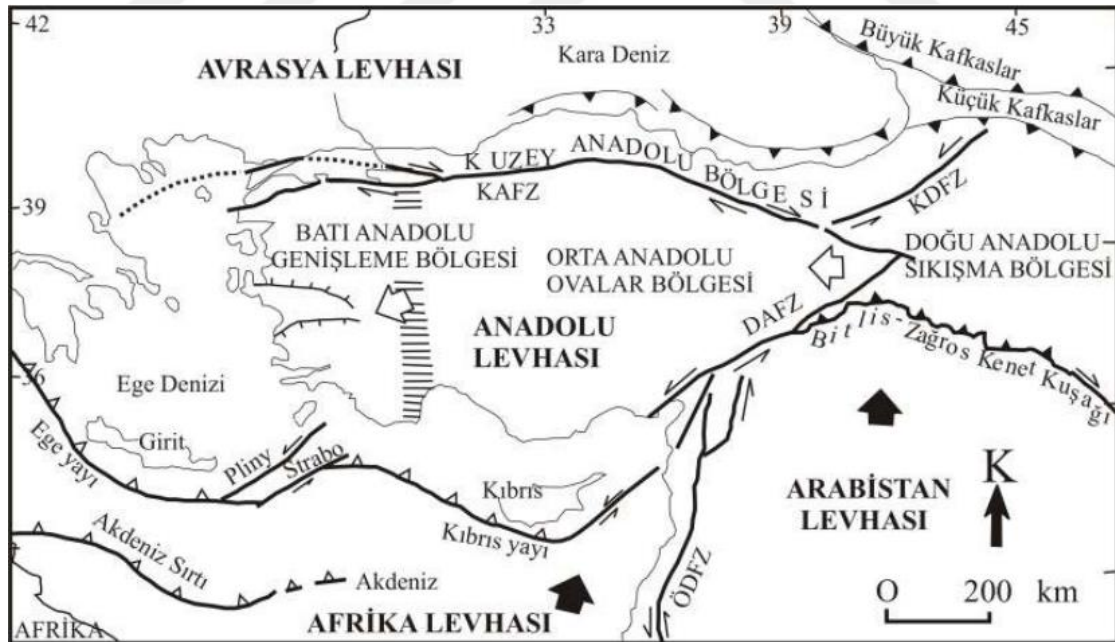 42
33
39
45
Büyük Kafkaslar
Kara Deniz
AVRASYA LEVHASI
Küçük Kafkaslar
KUZEY ANADOLU BÖLGESİ
KAFZ
KDFZ
39
BATI ANADOLU
GENİŞLEME BÖLGESİ
ORTA ANADOLU
OVALAR BÖLGESİ
DOĞU ANADOLU
SIKIŞMA BÖLGESİ
DAFZ
ANADOLU
LEVHASI
Bitlis-Zağros Kenet Kuşağı
36
Ege Denizi
Girit
Ege yayı
Pliny
Strabo
Kıbrıs
Kıbrıs yayı
K
ARABİSTAN
LEVHASI
Akdeniz Sırtı
Akdeniz
ÖDFZ
O 200 km
AFRİKA LEVHASI
AFRİKA